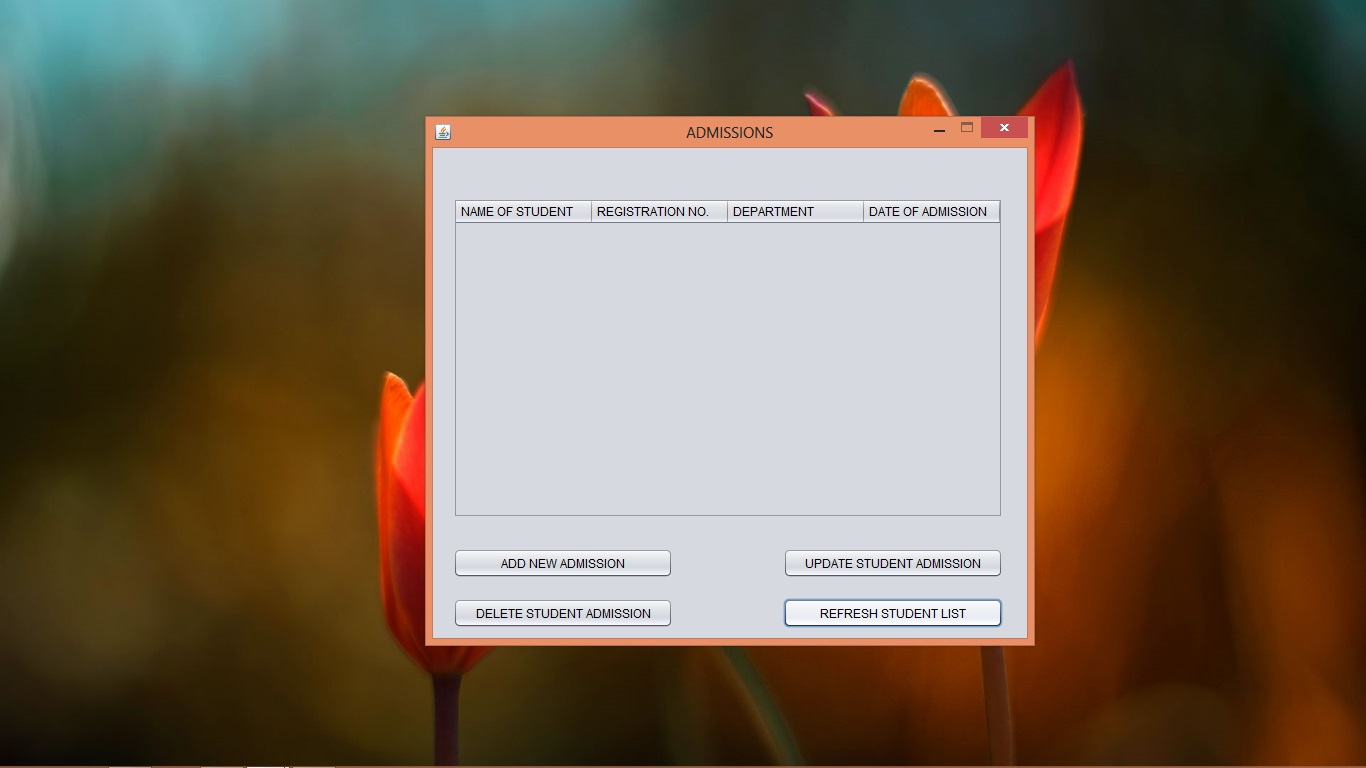 ADMISSIONS
NAME OF STUDENT REGISTRATION NO. DEPARTMENT DATE OF ADMISSION
ADD NEW ADMISSION UPDATE STUDENT ADMISSION
DELETE STUDENT ADMISSION REFRESH STUDENT LIST